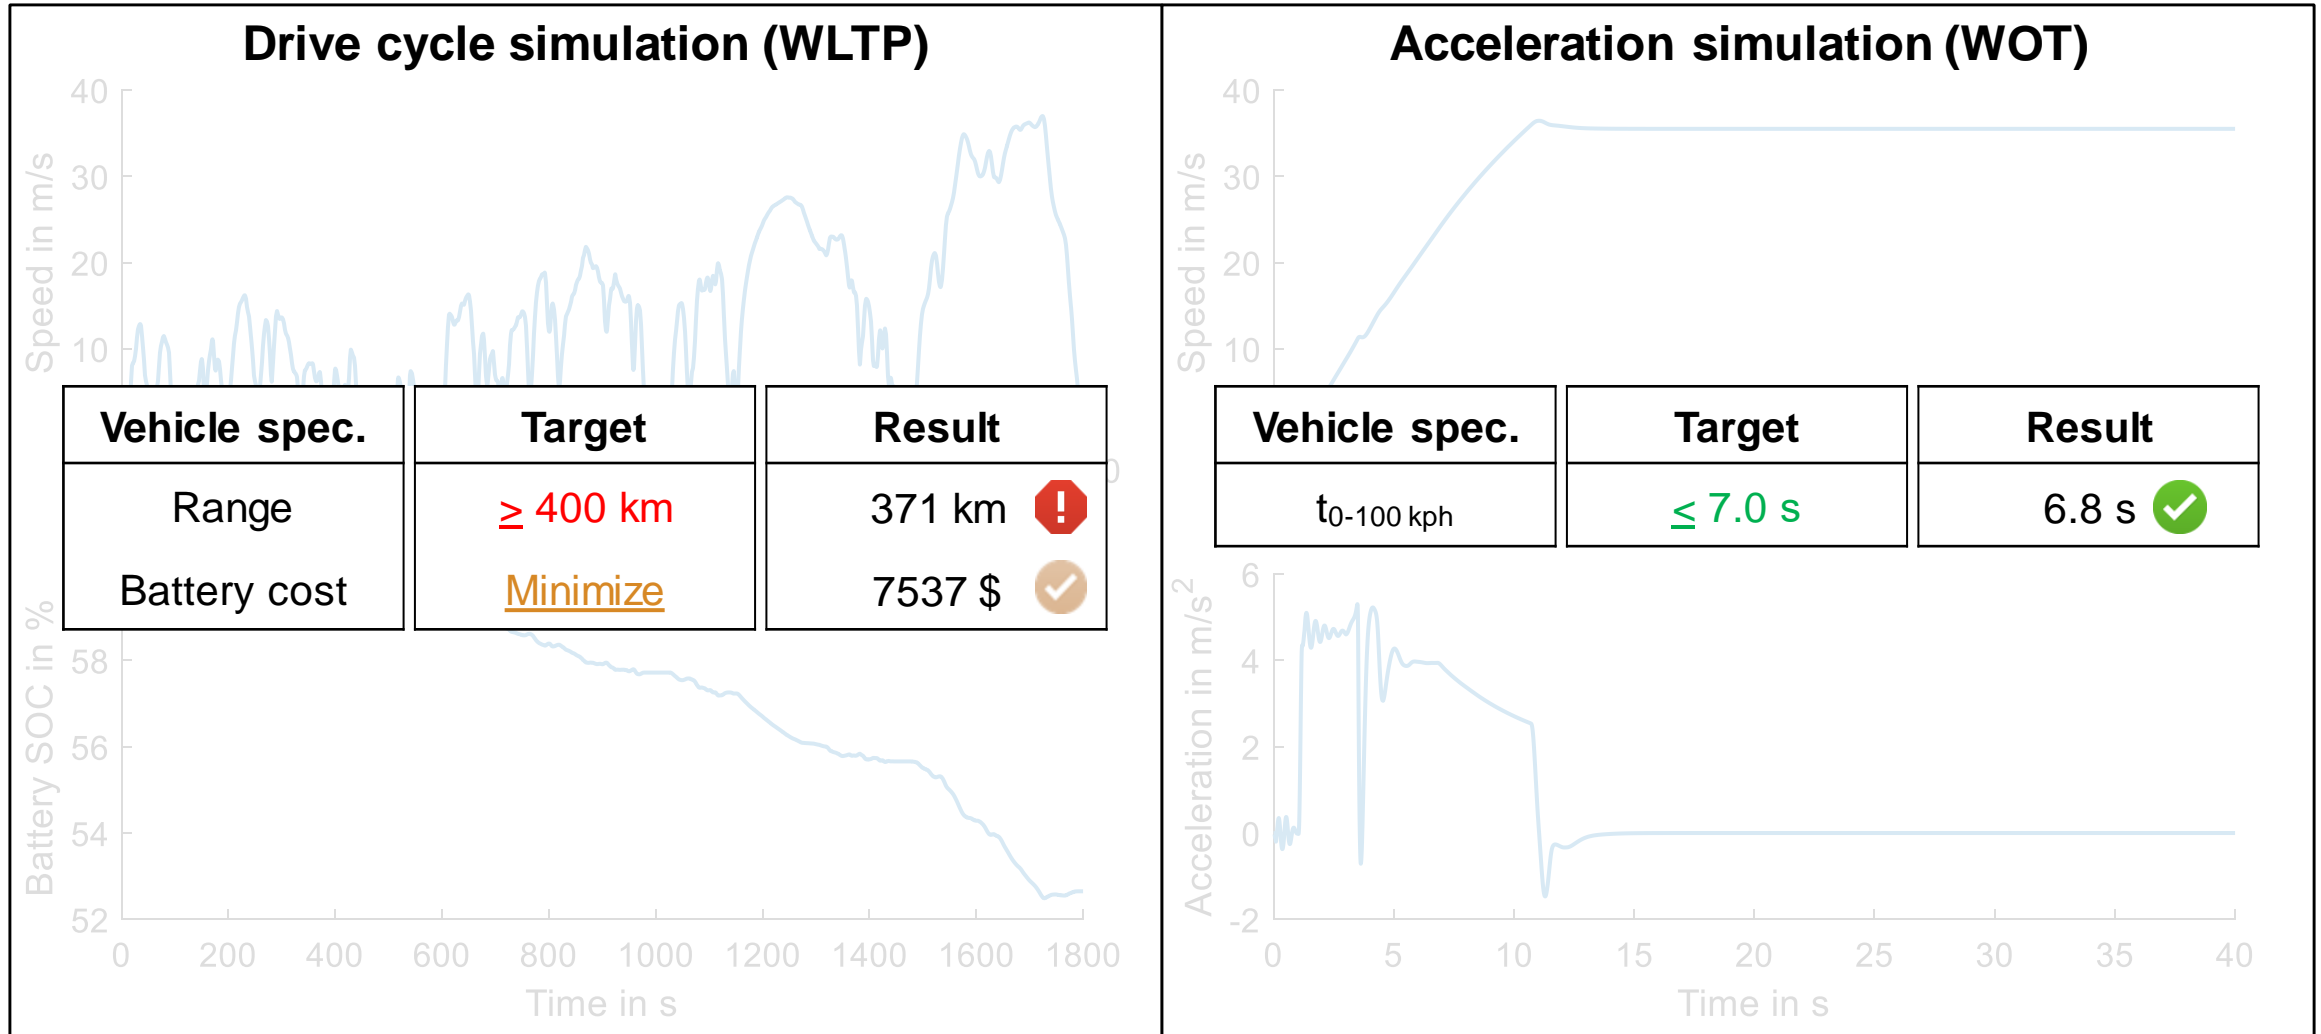 Drive cycle simulation (WLTP)
40
30
20
10
Speed in m/s
Vehicle spec. Target Result
0
Range ≥ 400 km 371 km
Battery cost Minimize 7537 $
58
56
54
52
Battery SOC in %
0 200 400 600 800 1000 1200 1400 1600 1800
Time in s
Acceleration simulation (WOT)
40
30
20
10
Speed in m/s
Vehicle spec. Target Result
t0-100 kph ≤ 7.0 s 6.8 s
6
4
2
0
-2
Acceleration in m/s2
0 5 10 15 20 25 30 35 40
Time in s